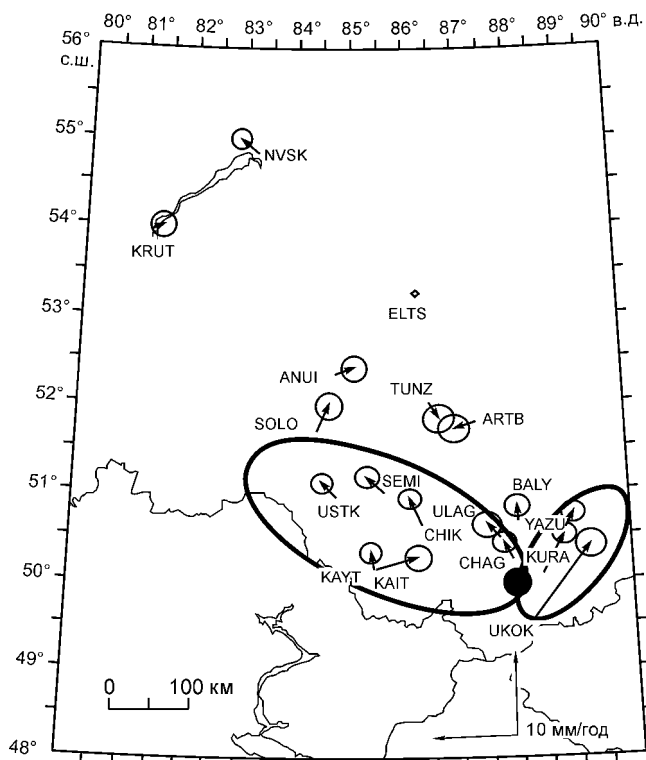 80° 81° 82° 83° 84° 85° 86° 87° 88° 89° 90° в.д.
56°
с.ш.
55°
NVSK
54°
KRUT
53°
ELTS
52°
ANUI
TUNZ
ARTB
SOLO
51°
SEMI
BALY
USTK
ULAG
YAZU
CHIK
KURA
CHAG
50°
KAYT
KAIT
UKOK
49°
0 100 км
10 мм/год
48°